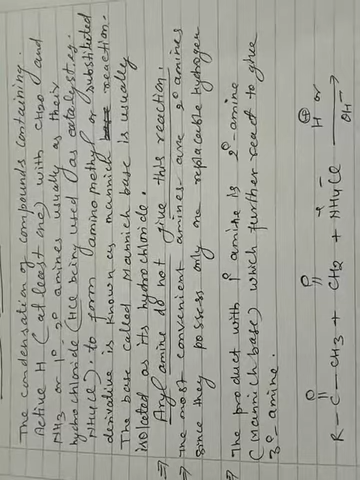 The condensation of compounds containing
Active H (at least one) with CH2O and
NH3 or 1° 2° amines usually as their
hydrochloride (HCl being used as catalyst. eg.
NH4Cl). to form aminomethyl or substituted
derivative is known as mannich reaction.
The base called Mannich base is usually
isolated as its hydrochloride.
⇒ Aryl amine do not give this reaction.
⇒ The most convenient amines are 2° amines
since they possess only one replaceable hydrogen
⇒ The product with 1° amine is 2°-amine
(Mannich base) which further react to give
3°-amine.
O O ⊕
R-C-CH3 + CH2 + NH4Cl H or
OH-